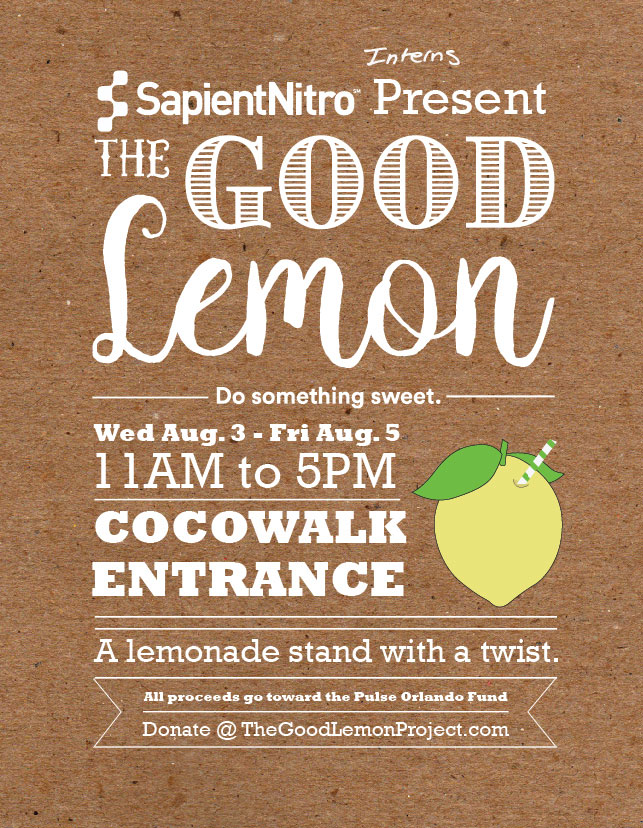 Interns
SapientNitro℠ Present
THE GOOD
Lemon
Do something sweet.
Wed Aug. 3 - Fri Aug. 5
11AM to 5PM
COCOWALK
ENTRANCE
A lemonade stand with a twist.
All proceeds go toward the Pulse Orlando Fund
Donate @ TheGoodLemonProject.com